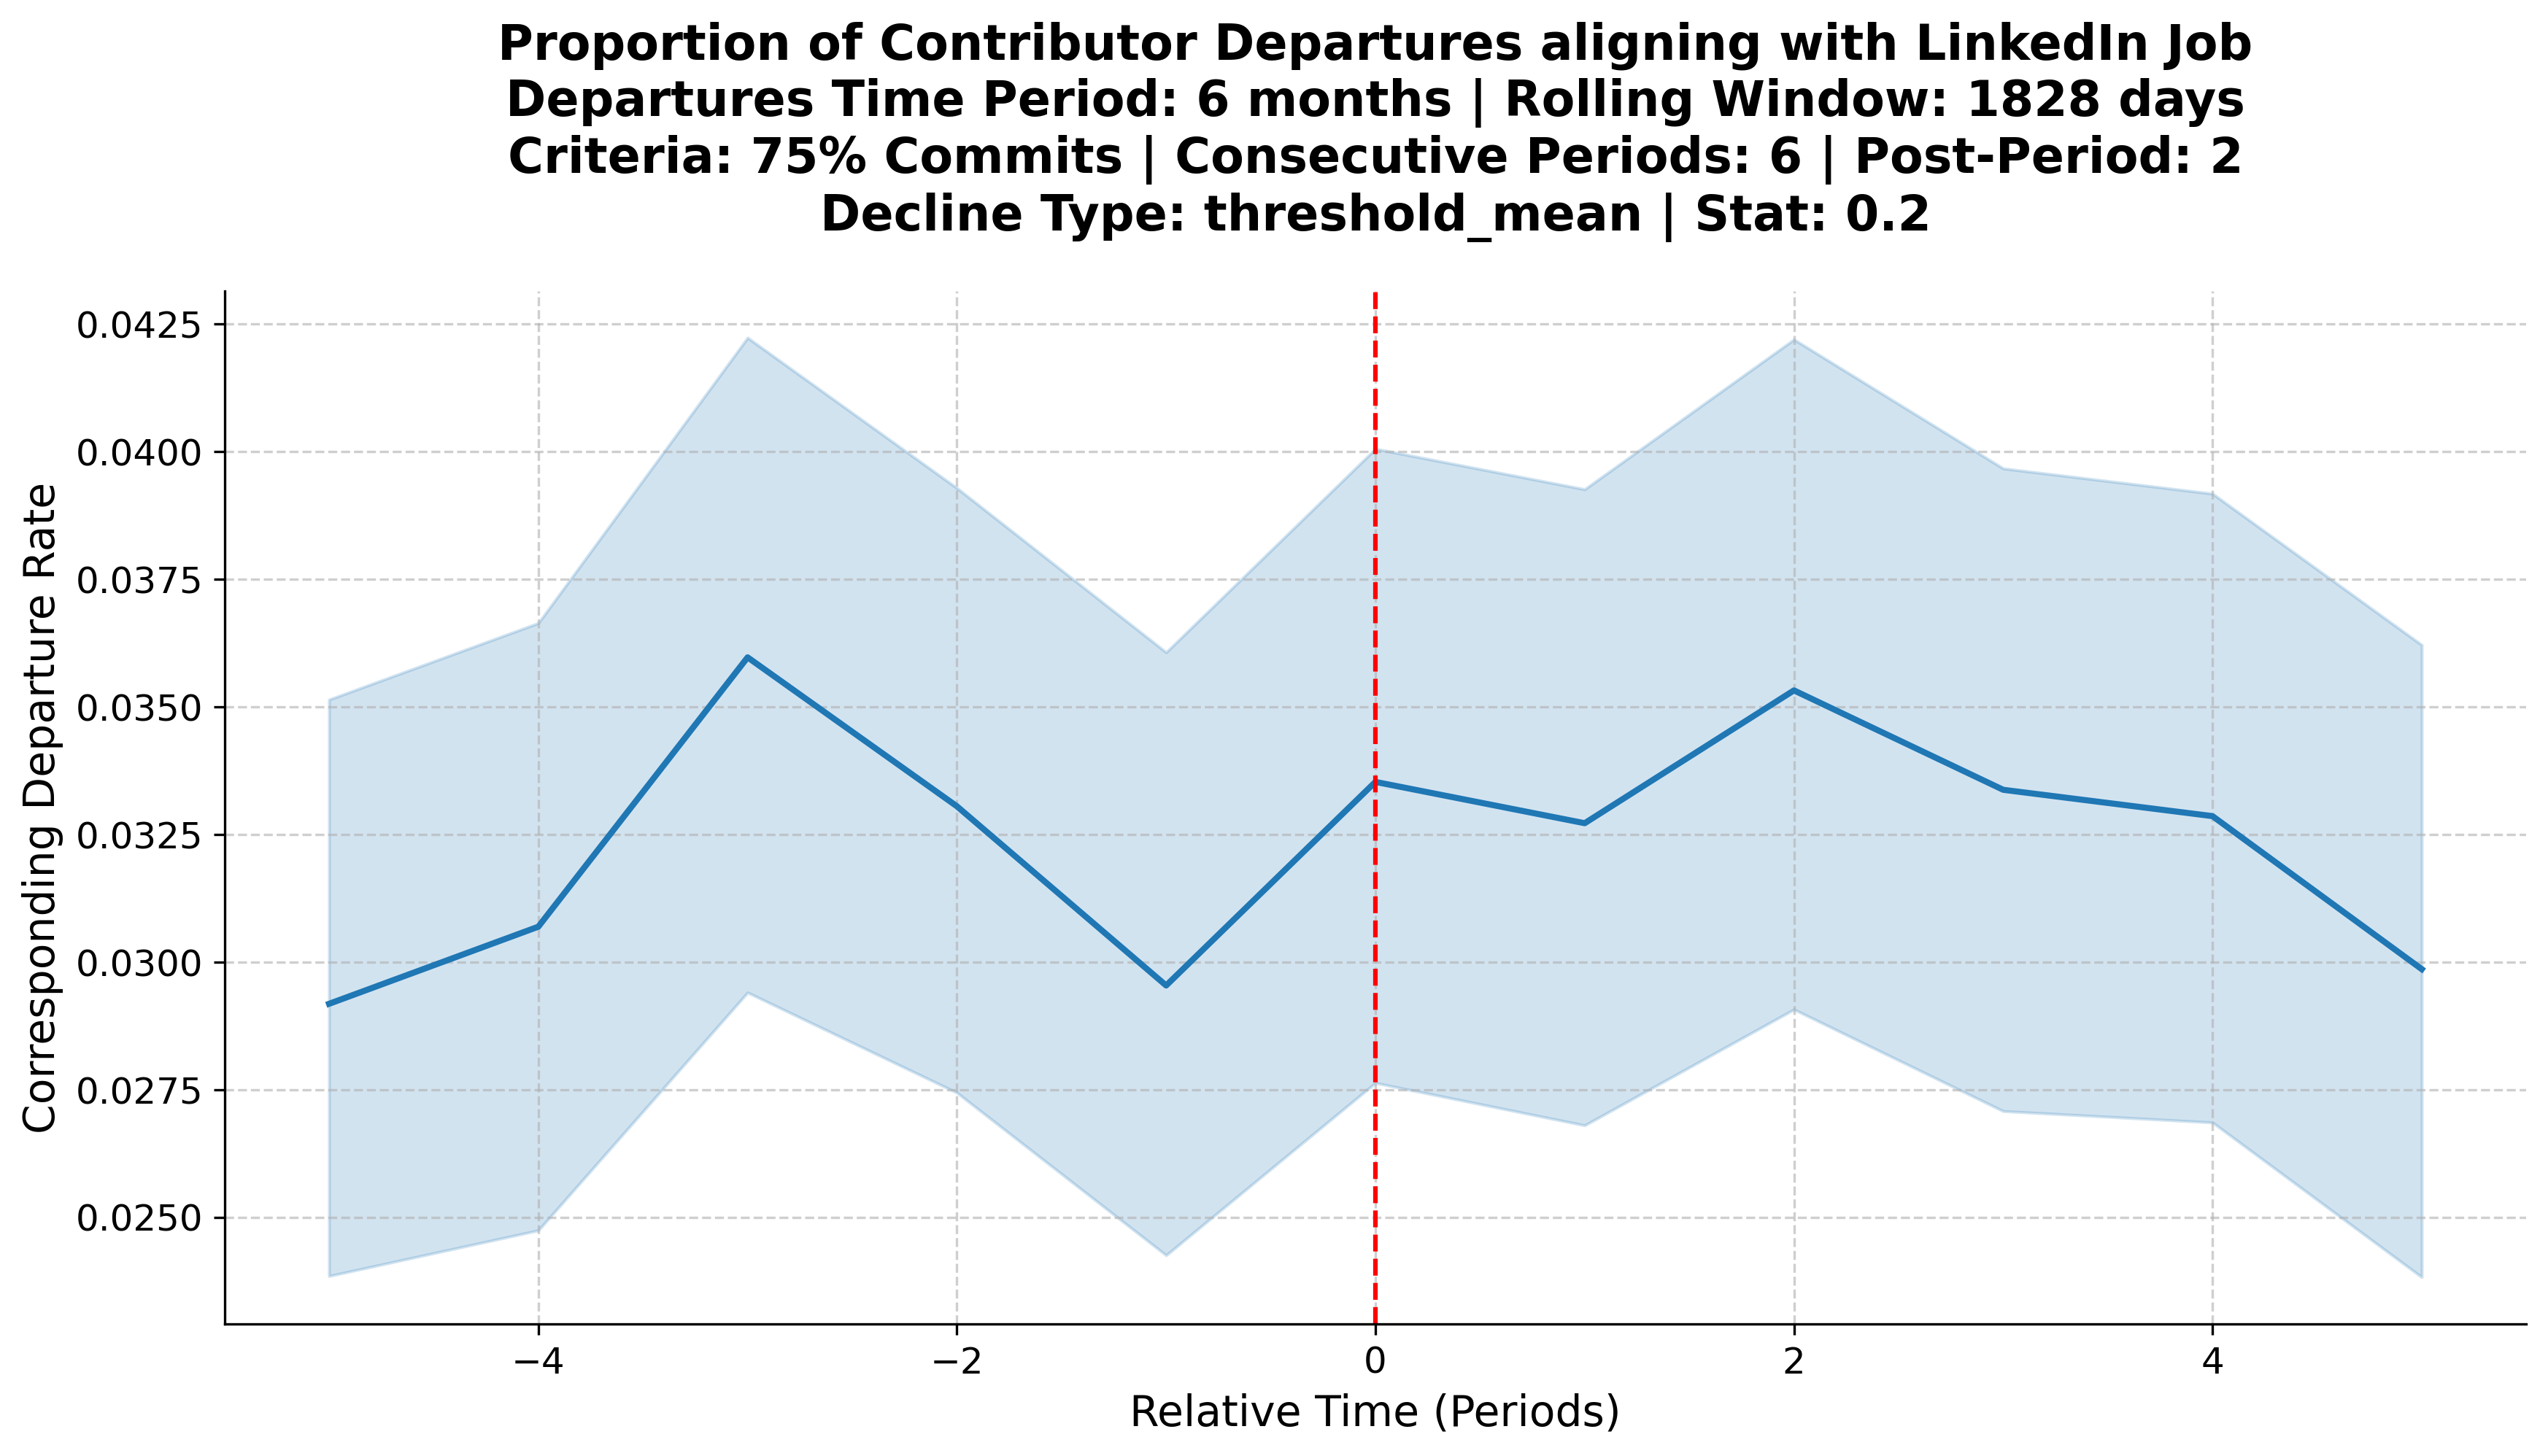 Proportion of Contributor Departures aligning with LinkedIn Job
Departures Time Period: 6 months | Rolling Window: 1828 days
Criteria: 75% Commits | Consecutive Periods: 6 | Post-Period: 2
Decline Type: threshold_mean | Stat: 0.2
Corresponding Departure Rate
0.0425
0.0400
0.0375
0.0350
0.0325
0.0300
0.0275
0.0250
−4 −2 0 2 4
Relative Time (Periods)